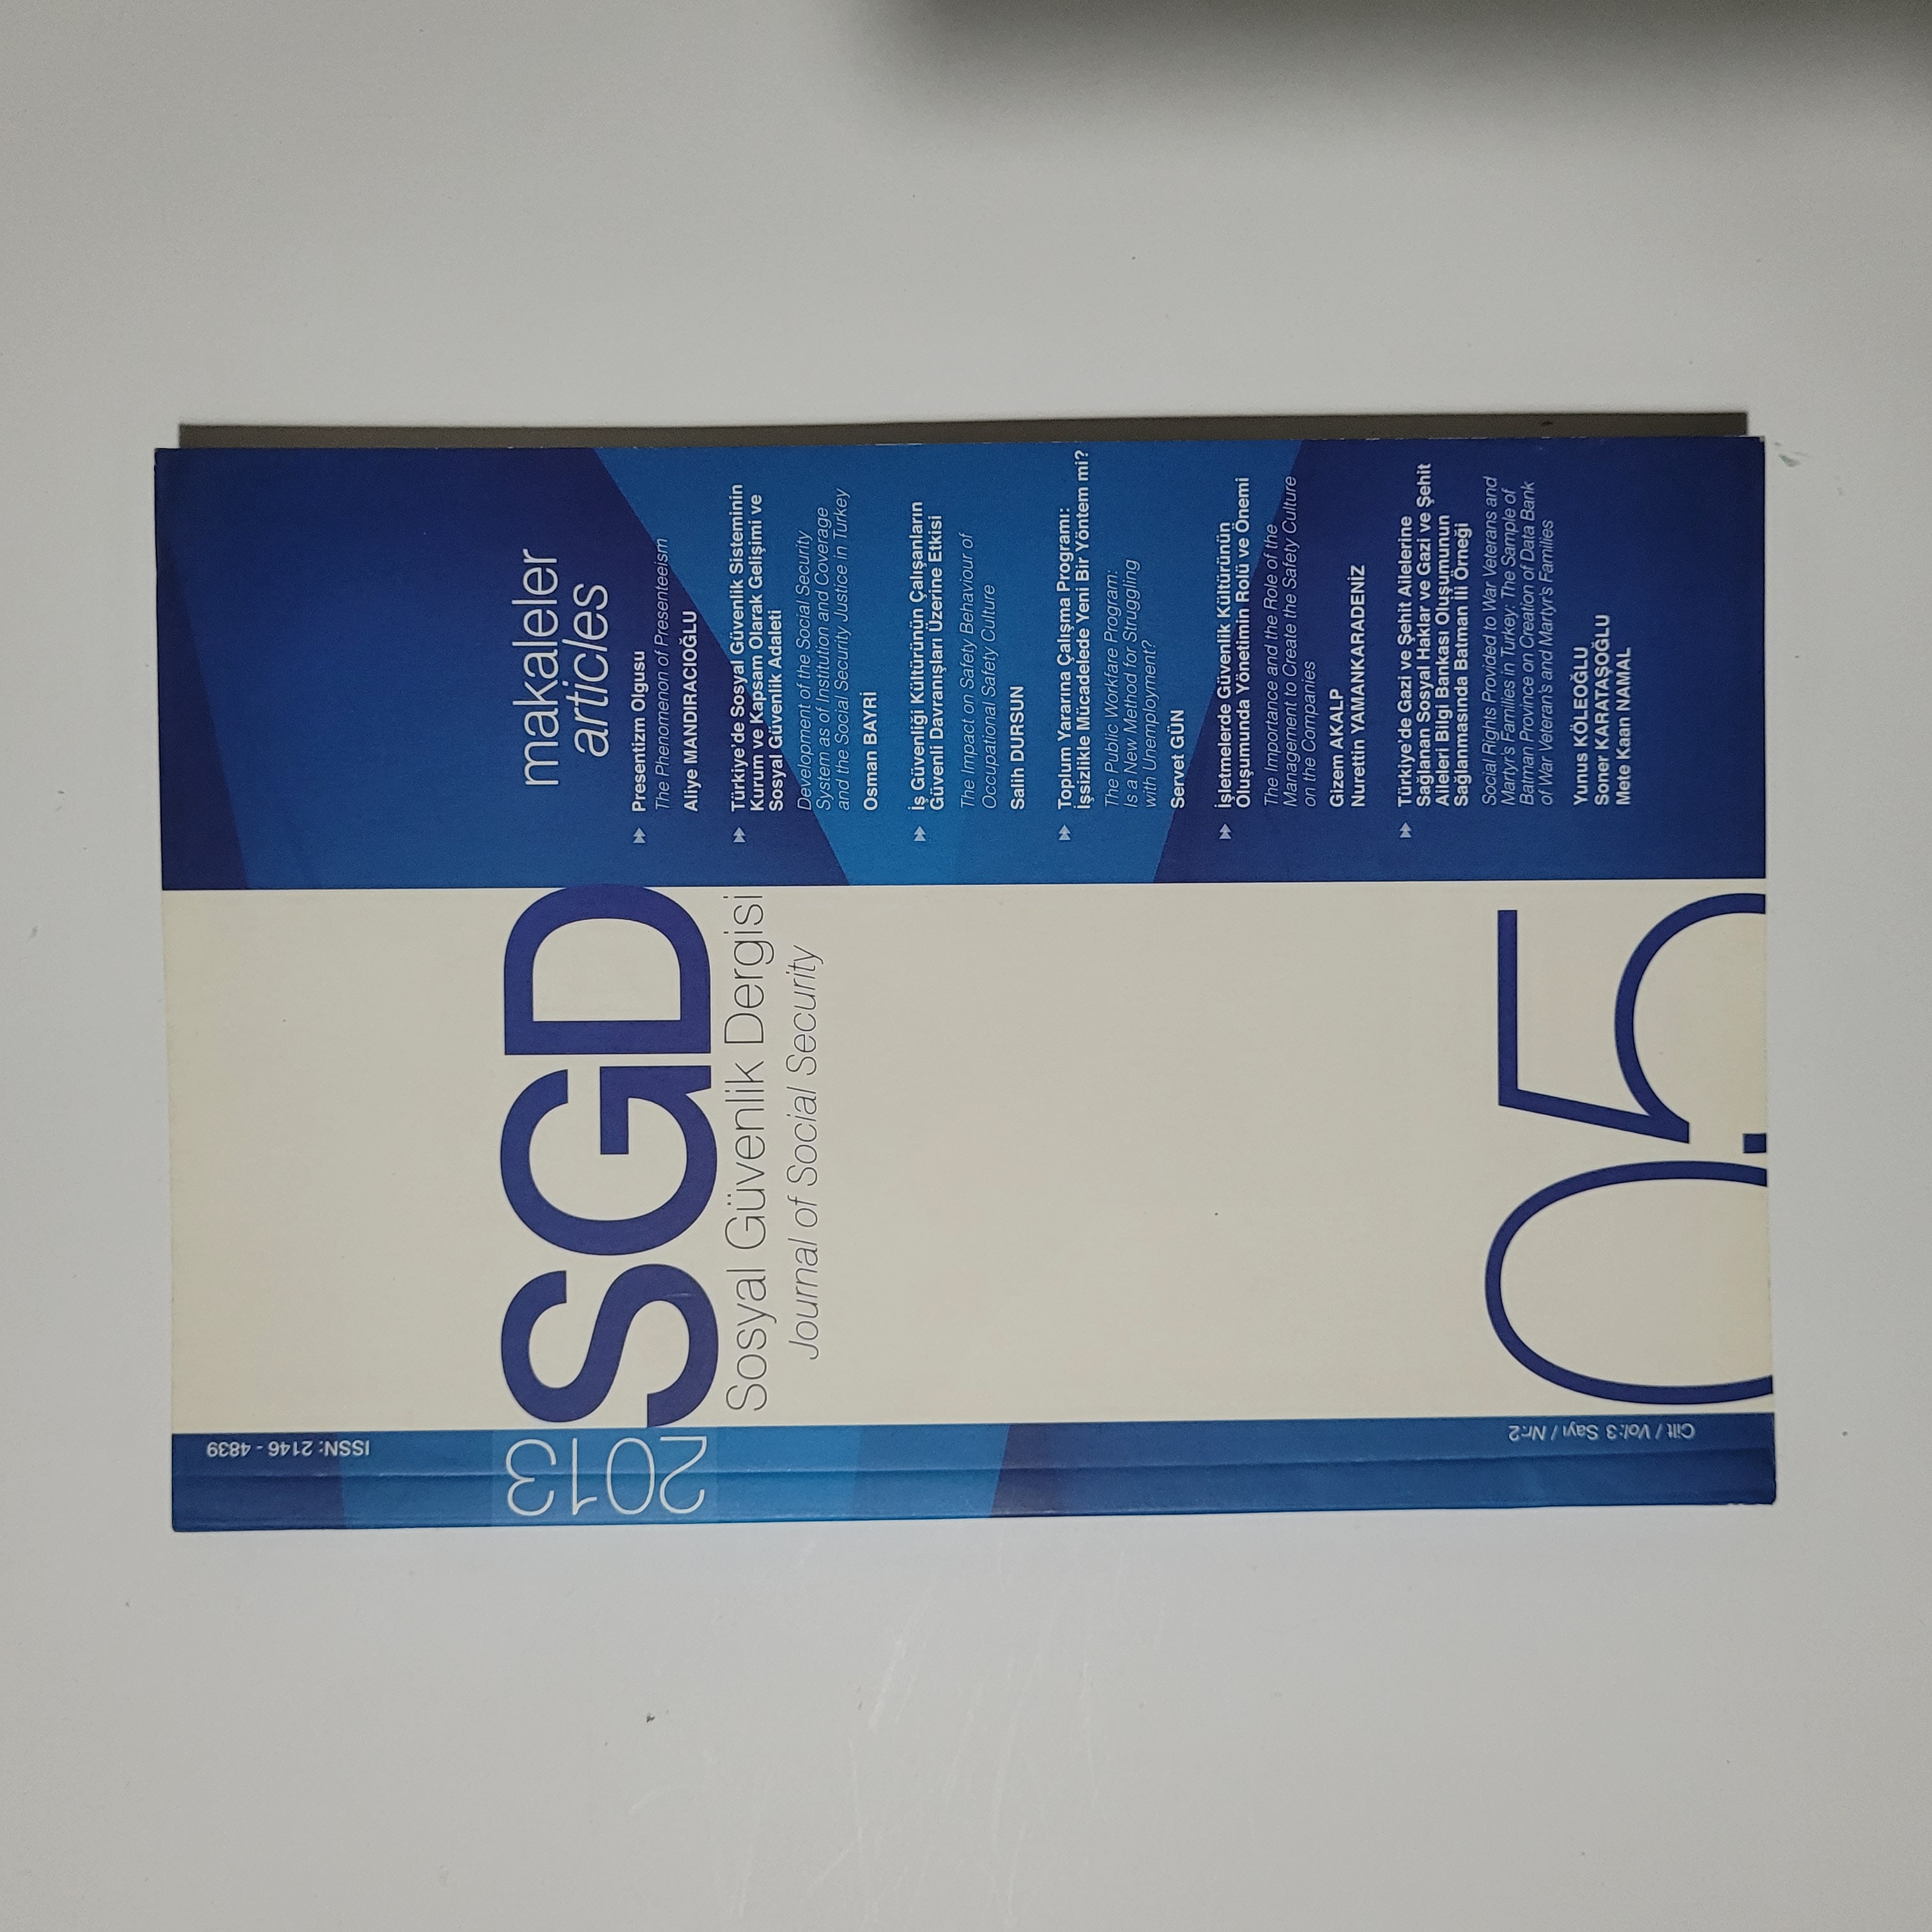 2013
ISSN: 2146 - 4839
Cilt / Vol:3 Sayı / Nr:2
SGD
Sosyal Güvenlik Dergisi
Journal of Social Security
0.5
makaleler
articles
Presentizm Olgusu
The Phenomenon of Presenteeism
Aliye MANDIRACIOĞLU
Türkiye'de Sosyal Güvenlik Sisteminin
Kurum ve Kapsam Olarak Gelişimi ve
Sosyal Güvenlik Adaleti
Development of the Social Security
System as of Institution and Coverage
and the Social Security Justice in Turkey
Osman BAYRİ
İş Güvenliği Kültürünün Çalışanların
Güvenli Davranışları Üzerine Etkisi
The Impact on Safety Behaviour of
Occupational Safety Culture
Salih DURSUN
Toplum Yararına Çalışma Programı:
İşsizlikle Mücadelede Yeni Bir Yöntem mi?
The Public Workfare Program:
Is a New Method for Struggling
with Unemployment?
Servet GÜN
İşletmelerde Güvenlik Kültürünün
Oluşumunda Yönetimin Rolü ve Önemi
The Importance and the Role of the
Management to Create the Safety Culture
on the Companies
Gizem AKALP
Nurettin YAMANKARADENİZ
Türkiye'de Gazi ve Şehit Ailelerine
Sağlanan Sosyal Haklar ve Gazi ve Şehit
Aileleri Bilgi Bankası Oluşumunun
Sağlanmasında Batman İli Örneği
Social Rights Provided to War Veterans and
Martyr's Families in Turkey: The Sample of
Batman Province on Creation of Data Bank
of War Veteran's and Martyr's Families
Yunus KÖLEOĞLU
Soner KARATAŞOĞLU
Mete Kaan NAMAL